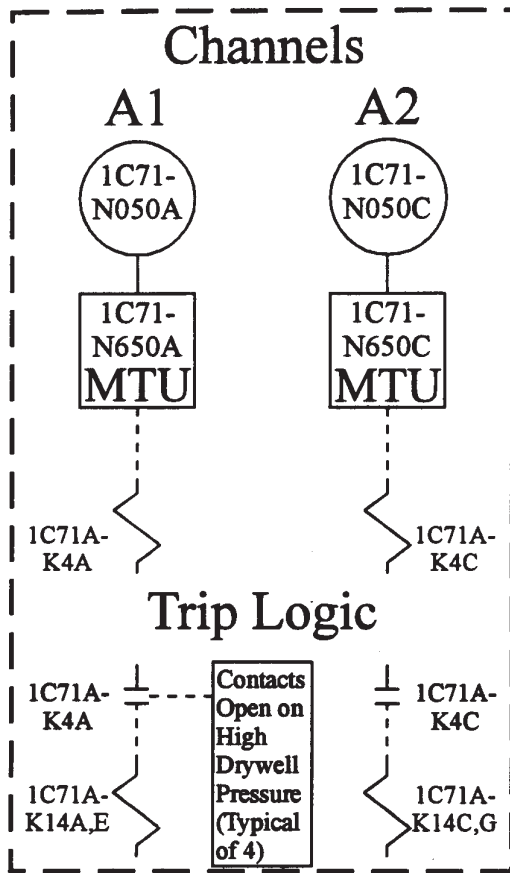 Channels
A1 A2
1C71- 1C71-
N050A N050C
1C71- 1C71-
N650A N650C
MTU MTU
1C71A- 1C71A-
K4A K4C
Trip Logic
1C71A-
K4A
Contacts
Open on
High
Drywell
Pressure
(Typical
of 4)
1C71A-
K4C
1C71A-
K14A,E
1C71A-
K14C,G